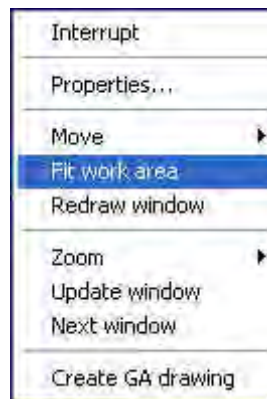 Interrupt
Properties...
Move
Fit work area
Redraw window
Zoom
Update window
Next window
Create GA drawing